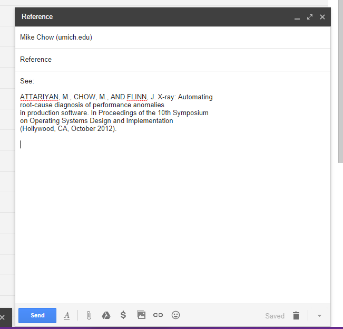 Reference
Mike Chow (umich.edu)
Reference
See:
ATTARIYAN, M., CHOW, M., AND FLINN, J. X-ray: Automating
root-cause diagnosis of performance anomalies
in production software. In Proceedings of the 10th Symposium
on Operating Systems Design and Implementation
(Hollywood, CA, October 2012).
Send
Saved